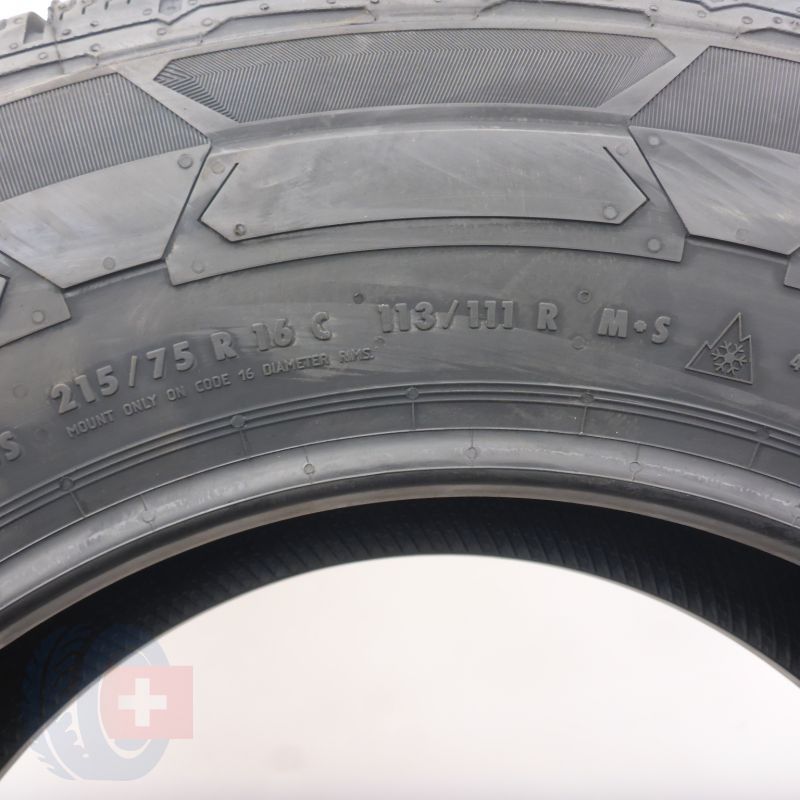 215/75 R 16 C 113/111 R M•S
MOUNT ONLY ON CODE 16 DIAMETER RIMS.